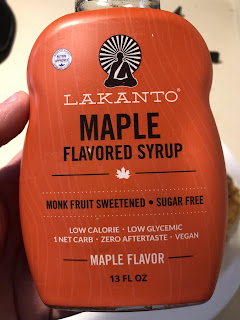 LAKANTO®
MAPLE
FLAVORED SYRUP
MONK FRUIT SWEETENED • SUGAR FREE
LOW CALORIE · LOW GLYCEMIC
1 NET CARB · ZERO AFTERTASTE · VEGAN
MAPLE FLAVOR
13 FL OZ